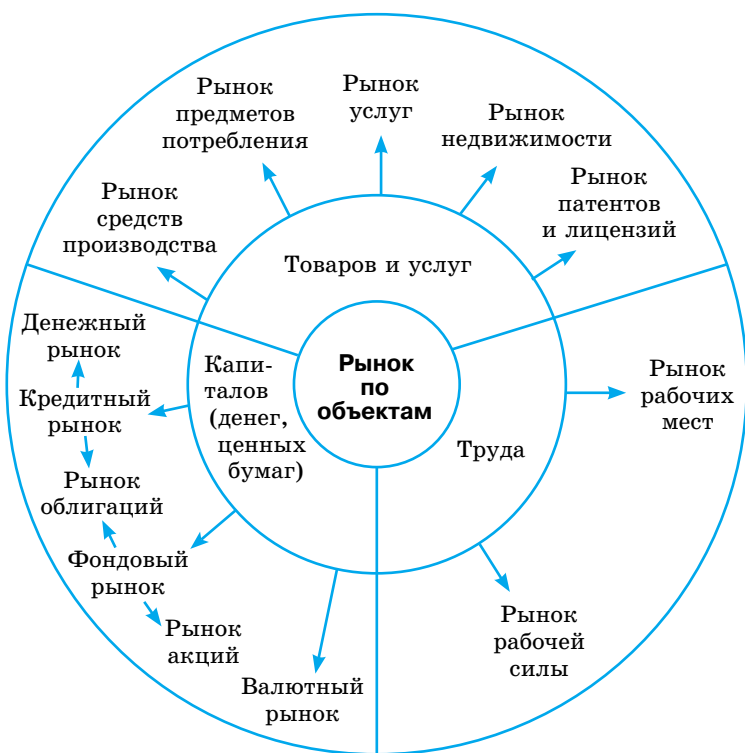 Рынок
предметов
потребления
Рынок
услуг
Рынок
недвижимости
Рынок
средств
производства
Рынок
патентов
и лицензий
Товаров и услуг
Денежный
рынок
Кредитный
рынок
Рынок
облигаций
Фондовый
рынок
Рынок
акций
Валютный
рынок
Капи-
талов
(денег,
ценных
бумаг)
Рынок
по
объектам
Труда
Рынок
рабочих
мест
Рынок
рабочей
силы